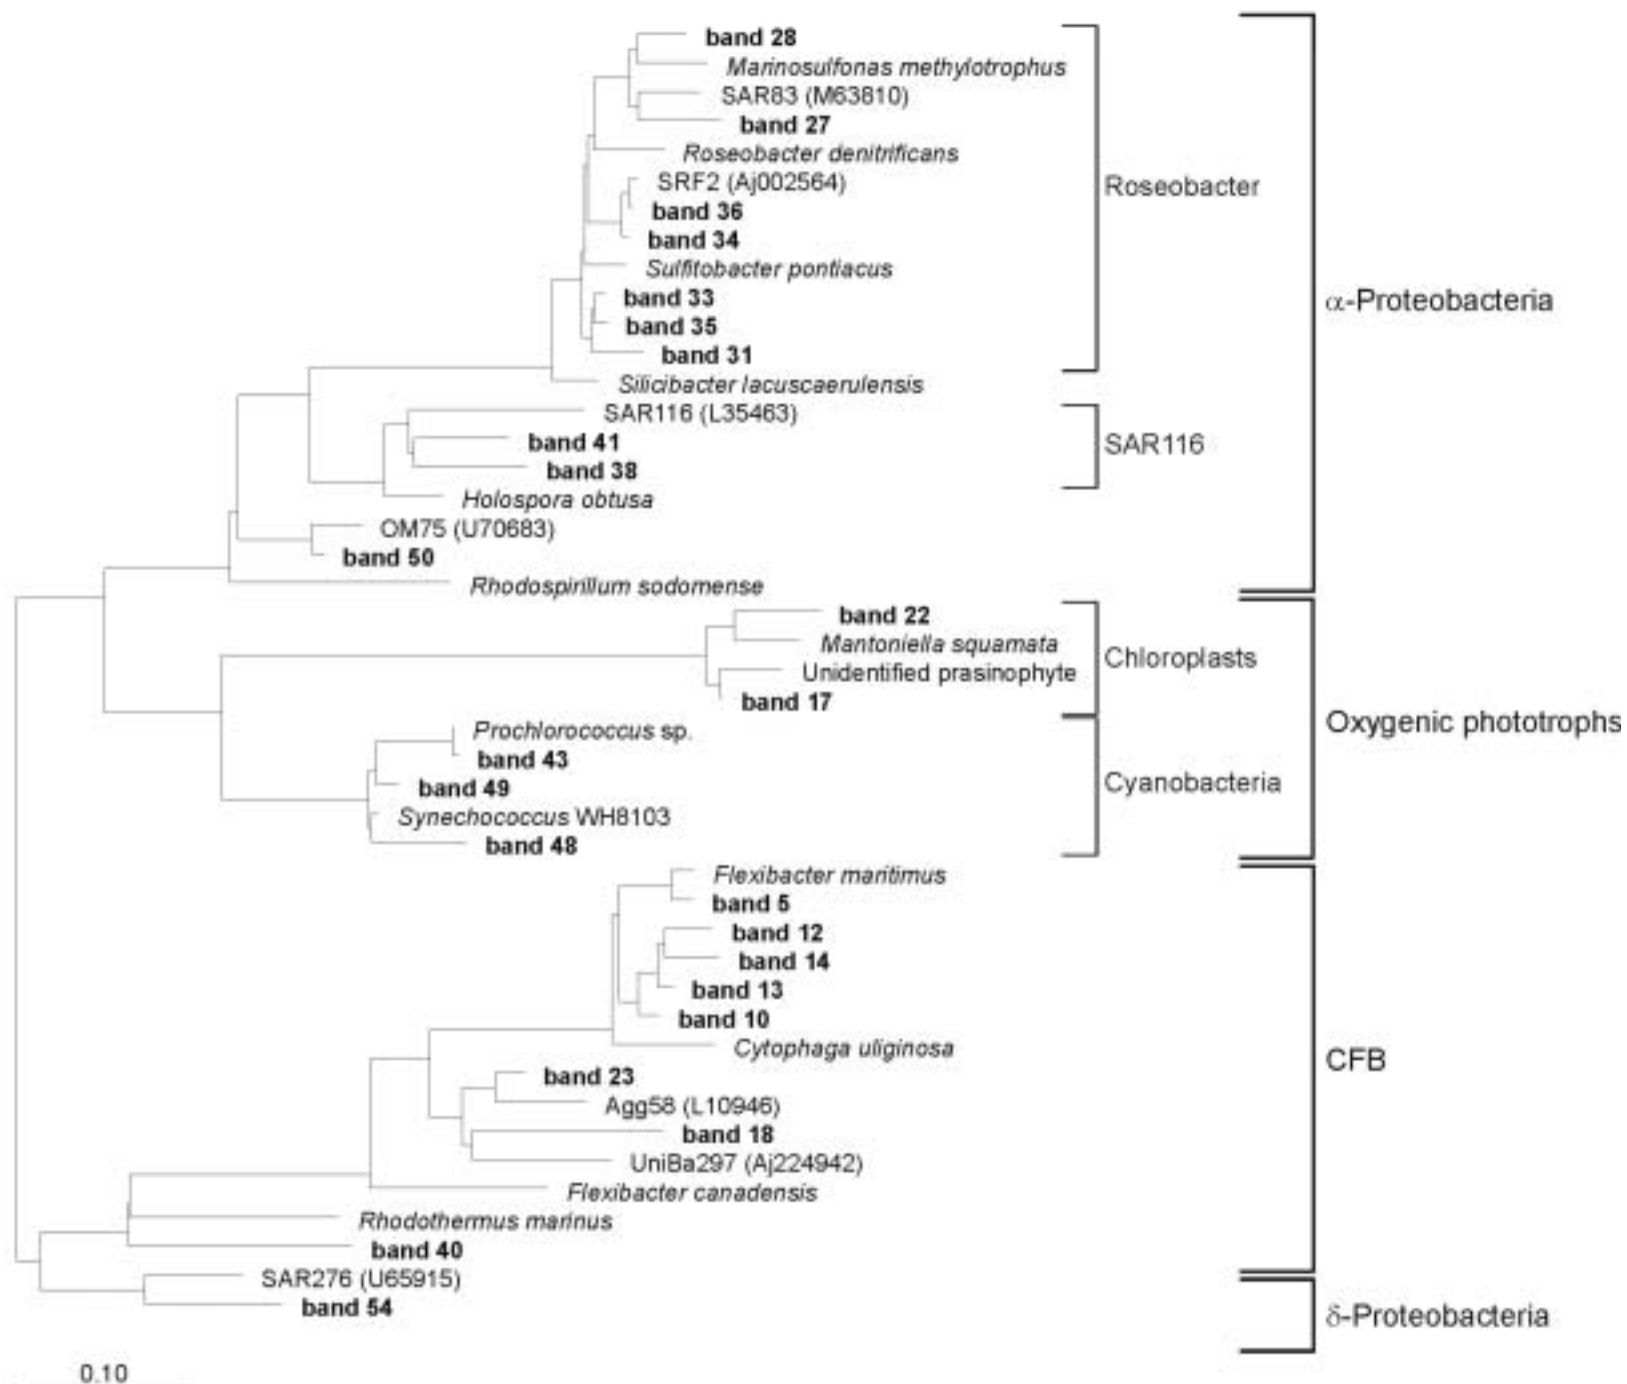 band 28
Marinosulfonas methylotrophus
SAR83 (M63810)
band 27
Roseobacter denitrificans
SRF2 (Aj002564)
band 36
band 34
Sulfitobacter pontiacus
band 33
band 35
band 31
Silicibacter lacuscaerulensis
Roseobacter
SAR116 (L35463)
band 41
band 38
SAR116
Holospora obtusa
OM75 (U70683)
band 50
Rhodospirillum sodomense
α-Proteobacteria
band 22
Mantoniella squamata
Unidentified prasinophyte
band 17
Chloroplasts
Prochlorococcus sp.
band 43
band 49
Synechococcus WH8103
band 48
Cyanobacteria
Oxygenic phototrophs
Flexibacter maritimus
band 5
band 12
band 14
band 13
band 10
Cytophaga uliginosa
band 23
Agg58 (L10946)
band 18
UniBa297 (Aj224942)
Flexibacter canadensis
Rhodothermus marinus
band 40
CFB
SAR276 (U65915)
band 54
δ-Proteobacteria
0.10